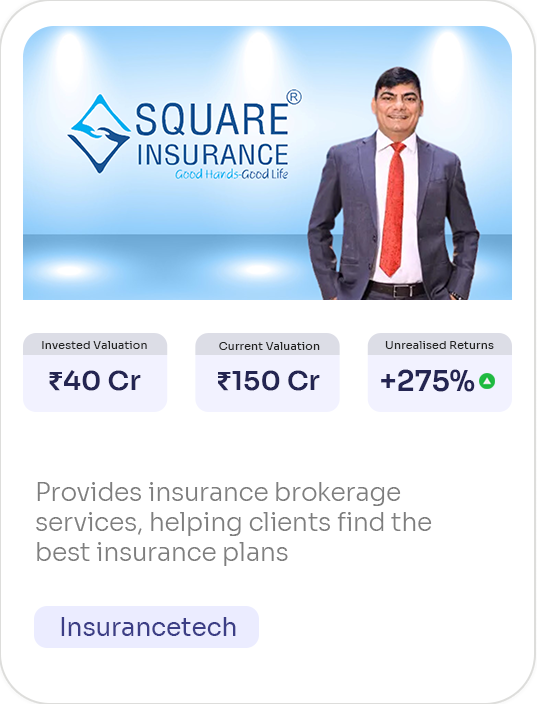 SQUARE®
INSURANCE
Good Hands-Good Life
Invested Valuation
₹40 Cr
Current Valuation
₹150 Cr
Unrealised Returns
+275%
Provides insurance brokerage
services, helping clients find the
best insurance plans
Insurancetech